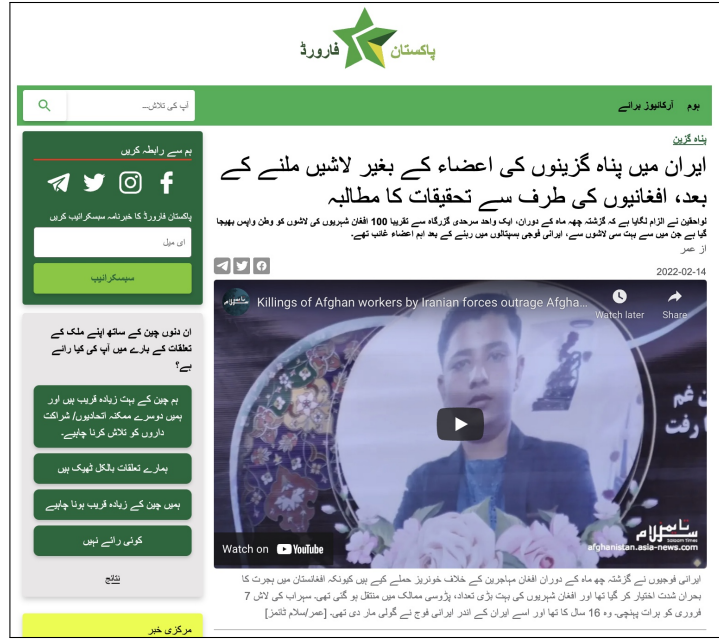 پاکستان فارورڈ
ہوم آرکائیوز برائے
آپ کی تلاش...
پناہ گزین
ایران میں پناہ گزینوں کی اعضاء کے بغیر لاشیں ملنے کے
بعد، افغانیوں کی طرف سے تحقیقات کا مطالبہ
لواحقین نے الزام لگایا ہے کہ گزشتہ چھ ماہ کے دوران، ایک واحد سرحدی گزرگاہ سے تقریبا 100 افغان شہریوں کی لاشوں کو وطن واپس بھیجا
گیا ہے جن میں سے بہت سی لاشوں سے، ایرانی فوجی ہسپتالوں میں رہنے کے بعد اہم اعضاء غائب تھے۔
از عمر
2022-02-14
Killings of Afghan workers by Iranian forces outrage Afgha...
Watch later
Share
ن غم
رفت
سلام تایمز
Salaam Times
afghanistan.asia-news.com
Watch on YouTube
ایرانی فوجیوں نے گزشتہ چھ ماہ کے دوران افغان مہاجرین کے خلاف خونریز حملے کیے ہیں کیونکہ افغانستان میں ہجرت کا
بحران شدت اختیار کر گیا تھا اور افغان شہریوں کی بہت بڑی تعداد، پڑوسی ممالک میں منتقل ہو گئی تھی۔ سہراب کی لاش 7
فروری کو ہرات پہنچی۔ وہ 16 سال کا تھا اور اسے ایران کے اندر ایرانی فوج نے گولی مار دی تھی۔ [عمر/سلام ٹائمز]
ہم سے رابطہ کریں
پاکستان فارورڈ کا خبرنامہ سبسکرائیب کریں
ای میل
سبسکرائیب
ان دنوں چین کے ساتھ اپنے ملک کے
تعلقات کے بارے میں آپ کی کیا رائے
ہے؟
ہم چین کے بہت زیادہ قریب ہیں اور
ہمیں دوسرے ممکنہ اتحادیوں/ شراکت
داروں کو تلاش کرنا چاہیے۔
ہمارے تعلقات بالکل ٹھیک ہیں
ہمیں چین کے زیادہ قریب ہونا چاہیے
کوئی رائے نہیں
نتائج
مرکزی خبر